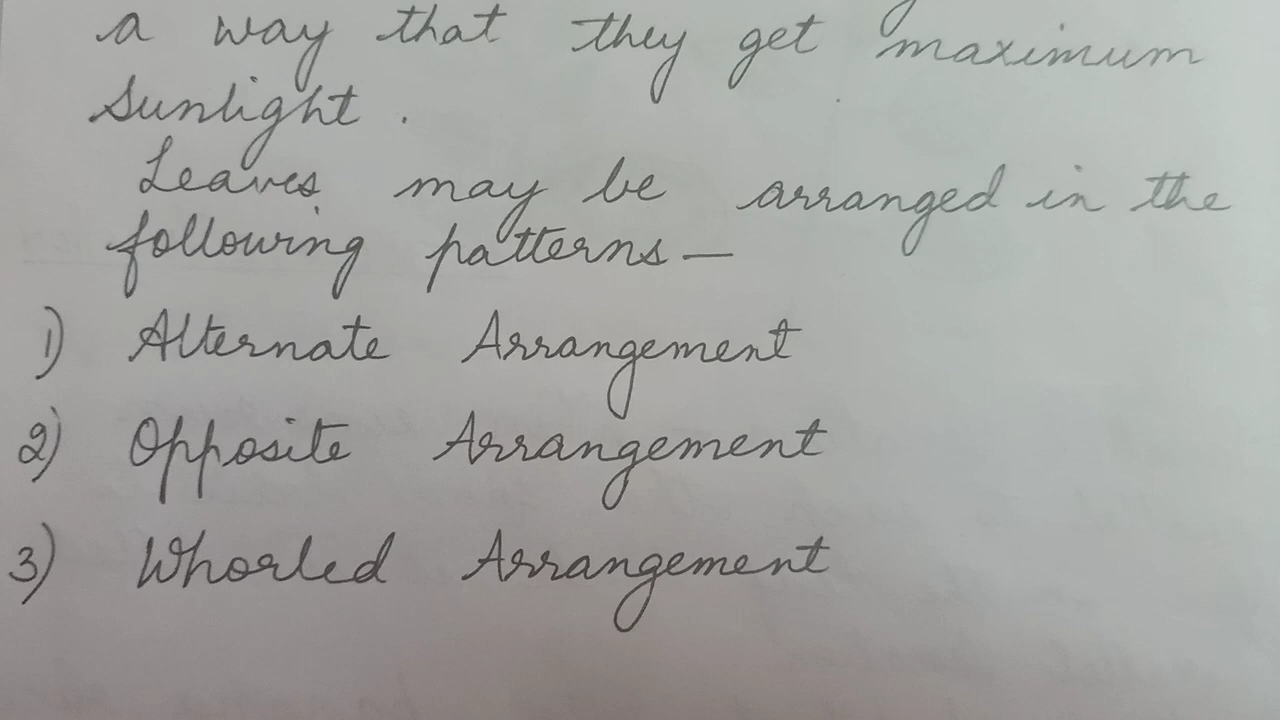 a way that they get maximum
Sunlight.
Leaves may be arranged in the
following patterns —
1) Alternate Arrangement
2) Opposite Arrangement
3) Whorled Arrangement